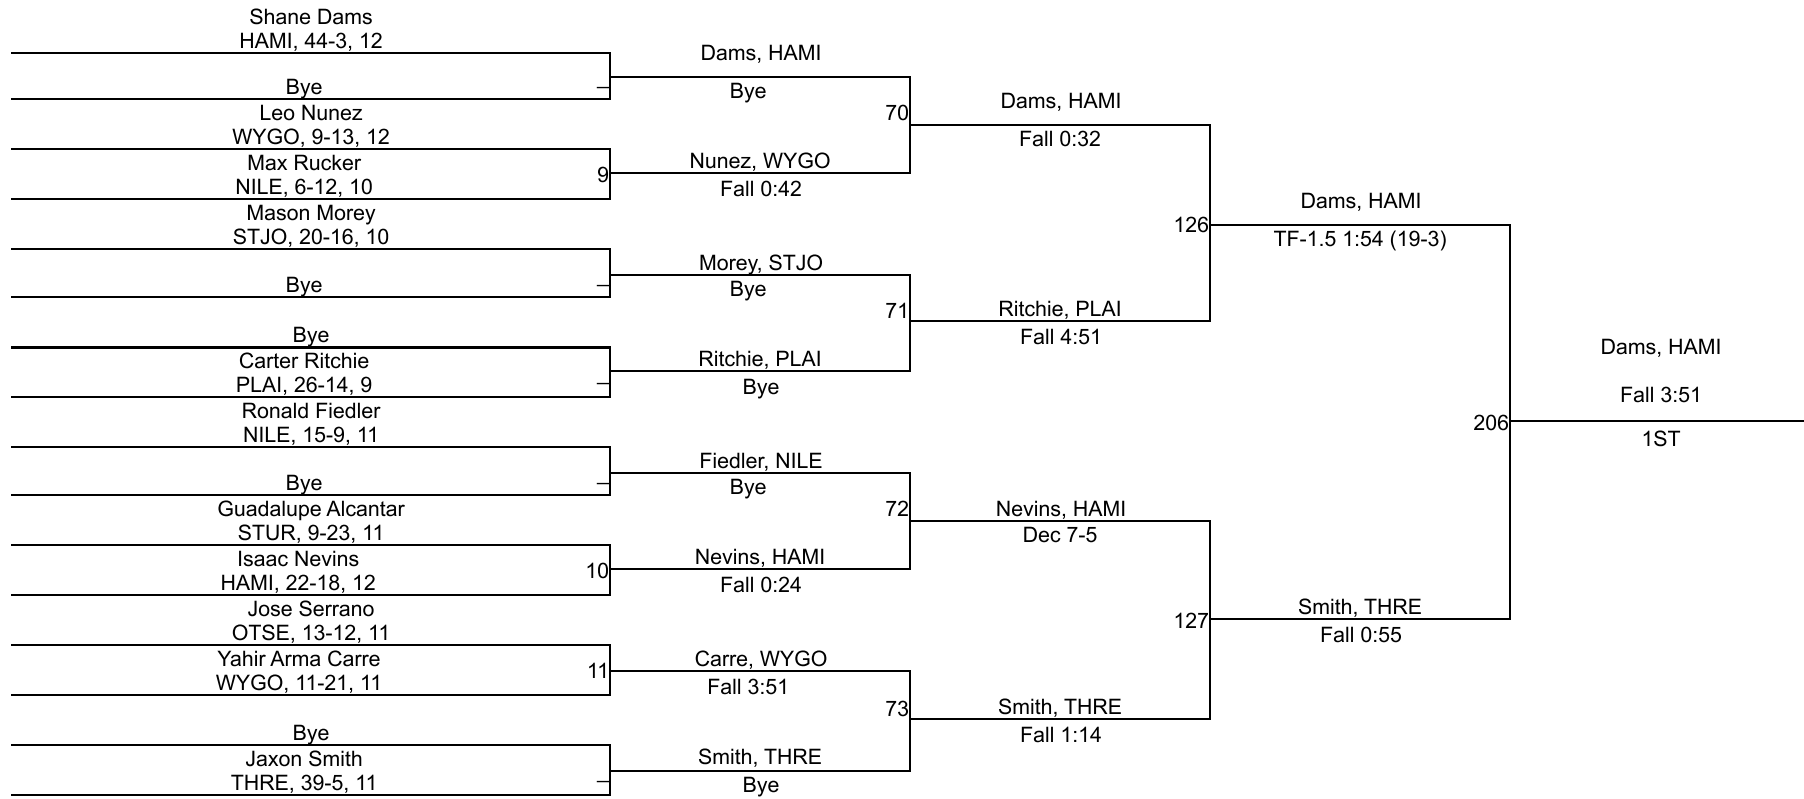 Shane Dams
HAMI, 44-3, 12
Bye
Leo Nunez
WYGO, 9-13, 12
Max Rucker
NILE, 6-12, 10
Mason Morey
STJO, 20-16, 10
Bye
Bye
Carter Ritchie
PLAI, 26-14, 9
Ronald Fiedler
NILE, 15-9, 11
Bye
Guadalupe Alcantar
STUR, 9-23, 11
Isaac Nevins
HAMI, 22-18, 12
Jose Serrano
OTSE, 13-12, 11
Yahir Arma Carre
WYGO, 11-21, 11
Bye
Jaxon Smith
THRE, 39-5, 11
–
9
–
–
–
10
11
–
Dams, HAMI
Bye
Nunez, WYGO
Fall 0:42
Morey, STJO
Bye
Ritchie, PLAI
Bye
Fiedler, NILE
Bye
Nevins, HAMI
Fall 0:24
Carre, WYGO
Fall 3:51
Smith, THRE
Bye
70
71
72
73
Dams, HAMI
Fall 0:32
Ritchie, PLAI
Fall 4:51
Nevins, HAMI
Dec 7-5
Smith, THRE
Fall 1:14
126
127
Dams, HAMI
TF-1.5 1:54 (19-3)
Smith, THRE
Fall 0:55
206
Dams, HAMI
Fall 3:51
1ST